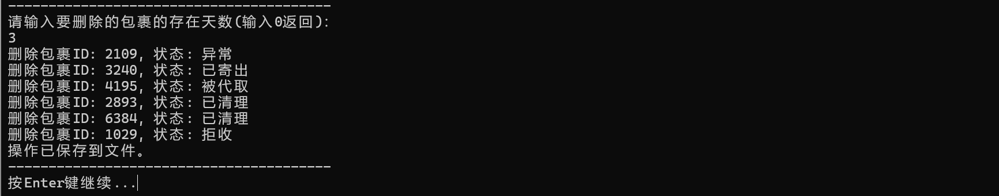 ----------------------------------------
请输入要删除的包裹的存在天数(输入0返回):
3
删除包裹ID: 2109, 状态: 异常
删除包裹ID: 3240, 状态: 已寄出
删除包裹ID: 4195, 状态: 被代取
删除包裹ID: 2893, 状态: 已清理
删除包裹ID: 6384, 状态: 已清理
删除包裹ID: 1029, 状态: 拒收
操作已保存到文件。
----------------------------------------
按Enter键继续...